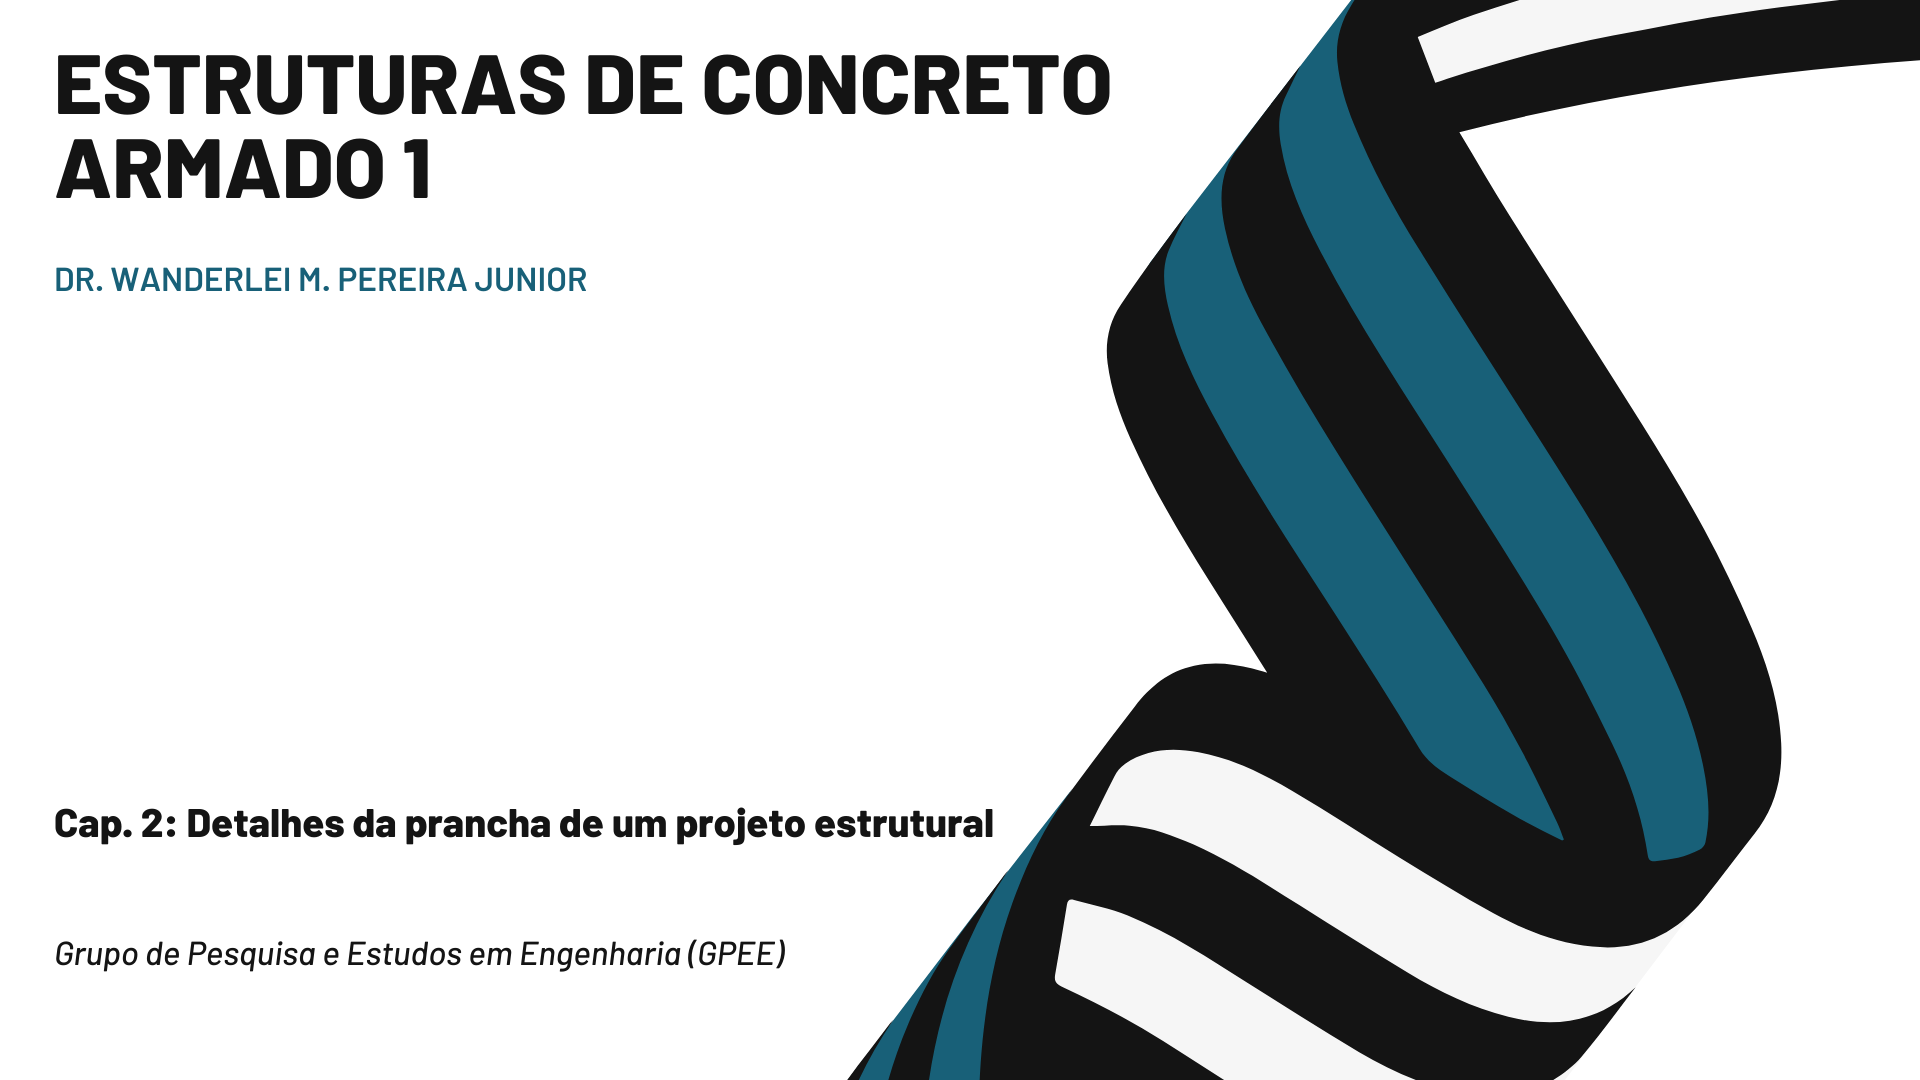 ESTRUTURAS DE CONCRETO
ARMADO 1
DR. WANDERLEI M. PEREIRA JUNIOR
Cap. 2: Detalhes da prancha de um projeto estrutural
Grupo de Pesquisa e Estudos em Engenharia (GPEE)